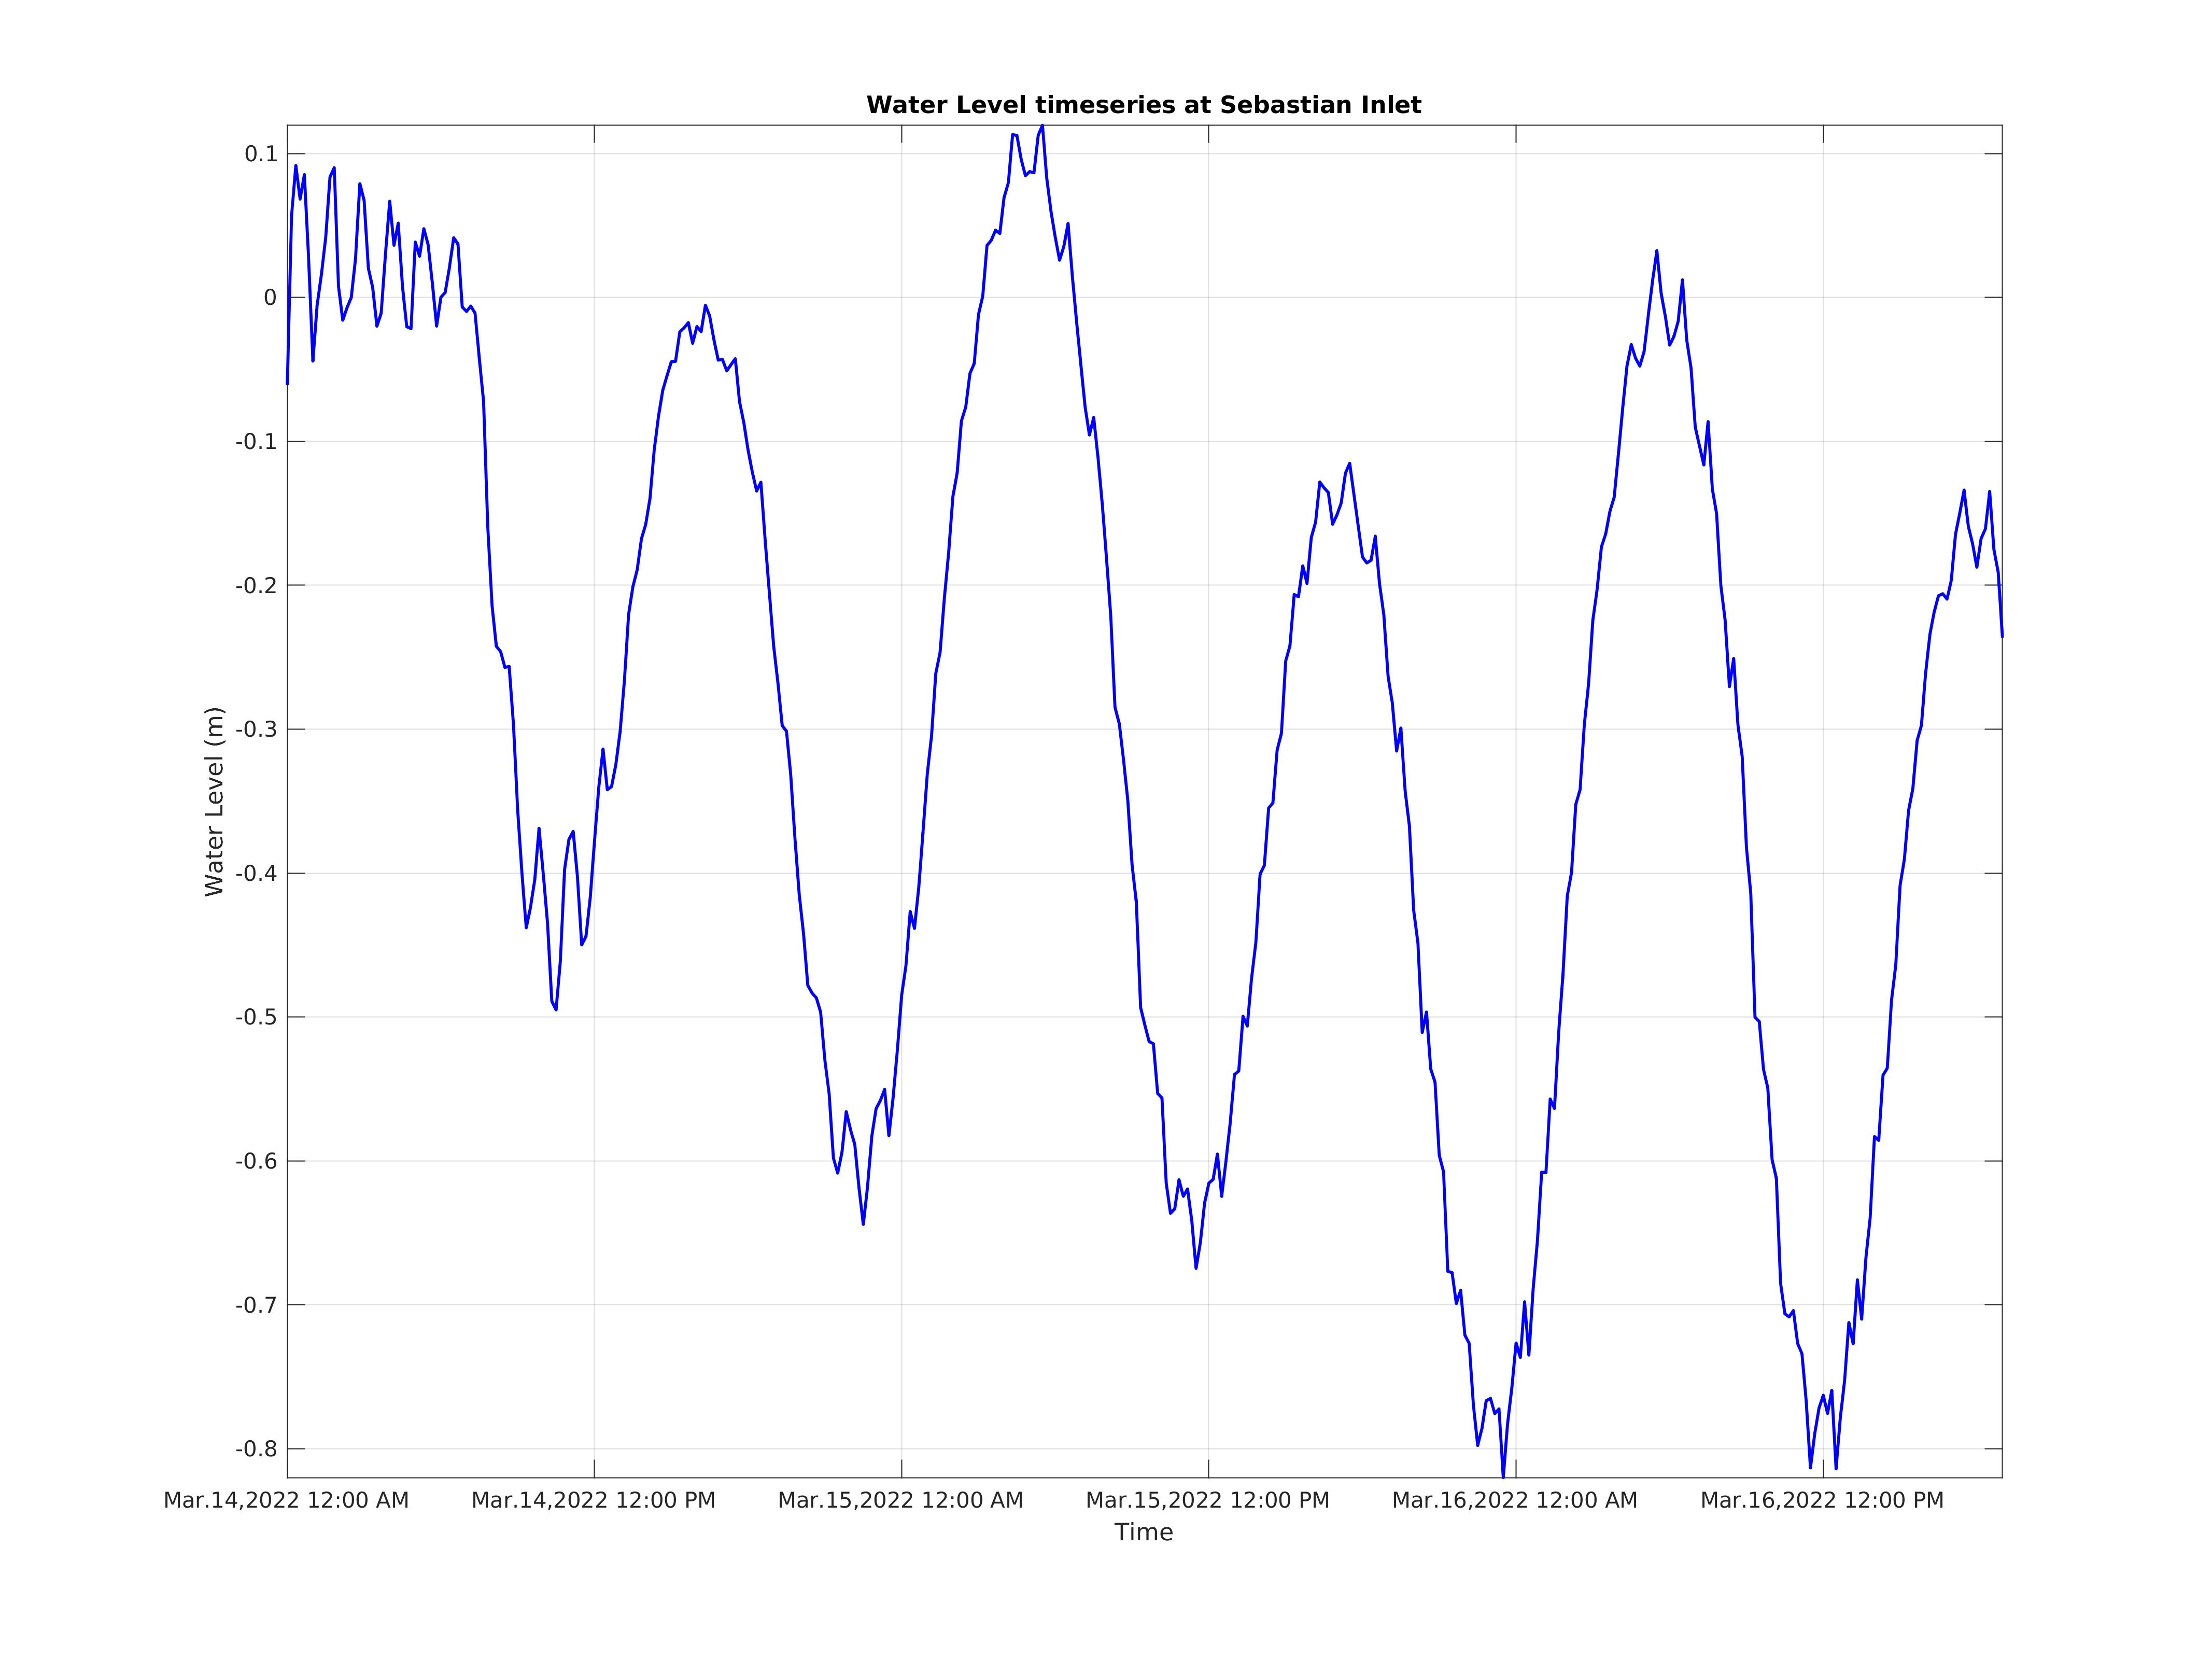 Water Level timeseries at Sebastian Inlet
0.1
0
-0.1
-0.2
-0.3
-0.4
-0.5
-0.6
-0.7
-0.8
Water Level (m)
Mar.14,2022 12:00 AM
Mar.14,2022 12:00 PM
Mar.15,2022 12:00 AM
Mar.15,2022 12:00 PM
Mar.16,2022 12:00 AM
Mar.16,2022 12:00 PM
Time